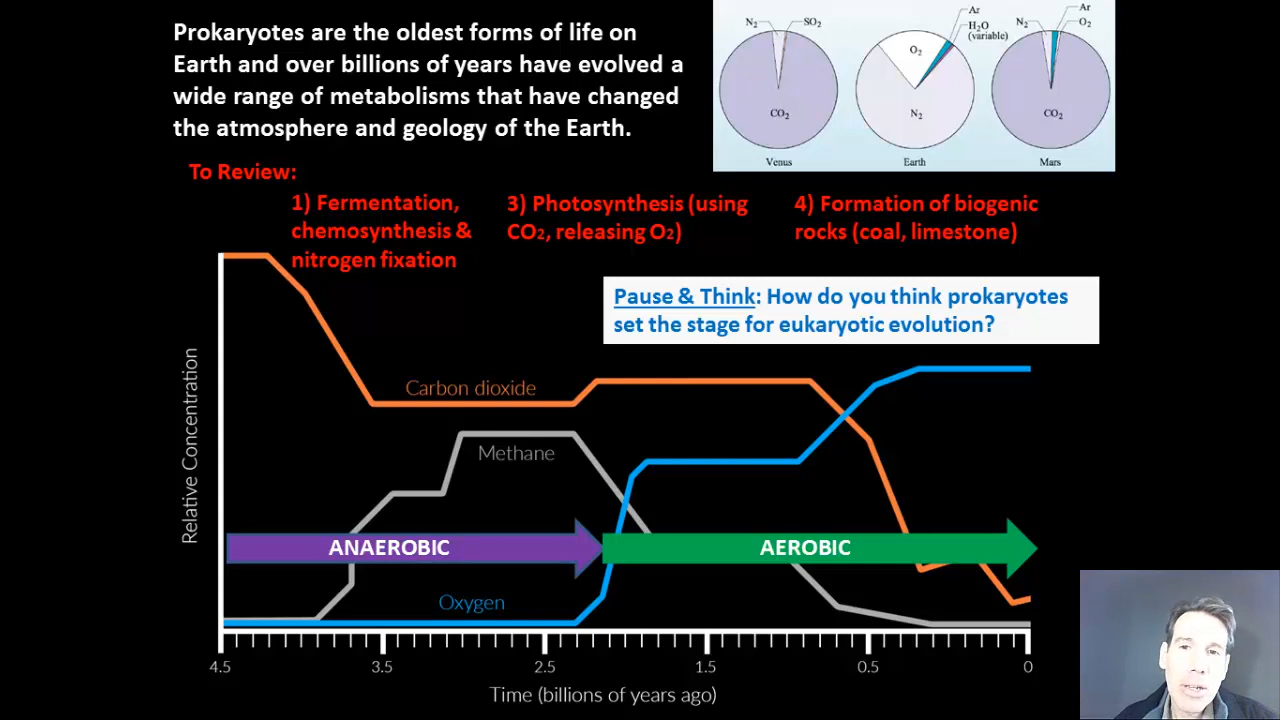 Prokaryotes are the oldest forms of life on
Earth and over billions of years have evolved a
wide range of metabolisms that have changed
the atmosphere and geology of the Earth.
N2
SO2
CO2
Venus
Ar
H2O
(variable)
O2
N2
Earth
N2
Ar
O2
CO2
Mars
To Review:
1) Fermentation,
chemosynthesis &
nitrogen fixation
3) Photosynthesis (using
CO2, releasing O2)
4) Formation of biogenic
rocks (coal, limestone)
Pause & Think: How do you think prokaryotes
set the stage for eukaryotic evolution?
Relative Concentration
Carbon dioxide
Methane
ANAEROBIC
AEROBIC
Oxygen
4.5 3.5 2.5 1.5 0.5 0
Time (billions of years ago)